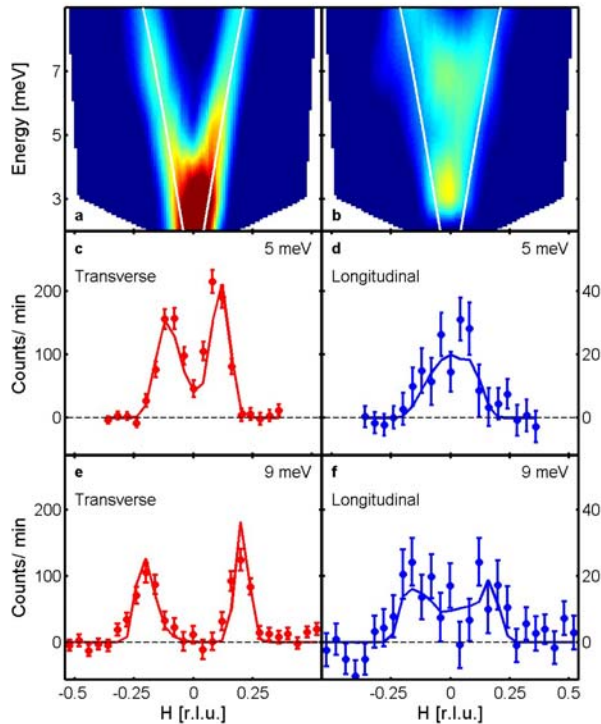 Energy [meV]
7
5
3
a
b
c
5 meV
Transverse
d
5 meV
Longitudinal
Counts/ min
200
100
0
40
20
0
e
9 meV
Transverse
f
9 meV
Longitudinal
Counts/ min
200
100
0
40
20
0
-0.5 -0.25 0 0.25
-0.25 0 0.25 0.5
H [r.l.u.]
H [r.l.u.]